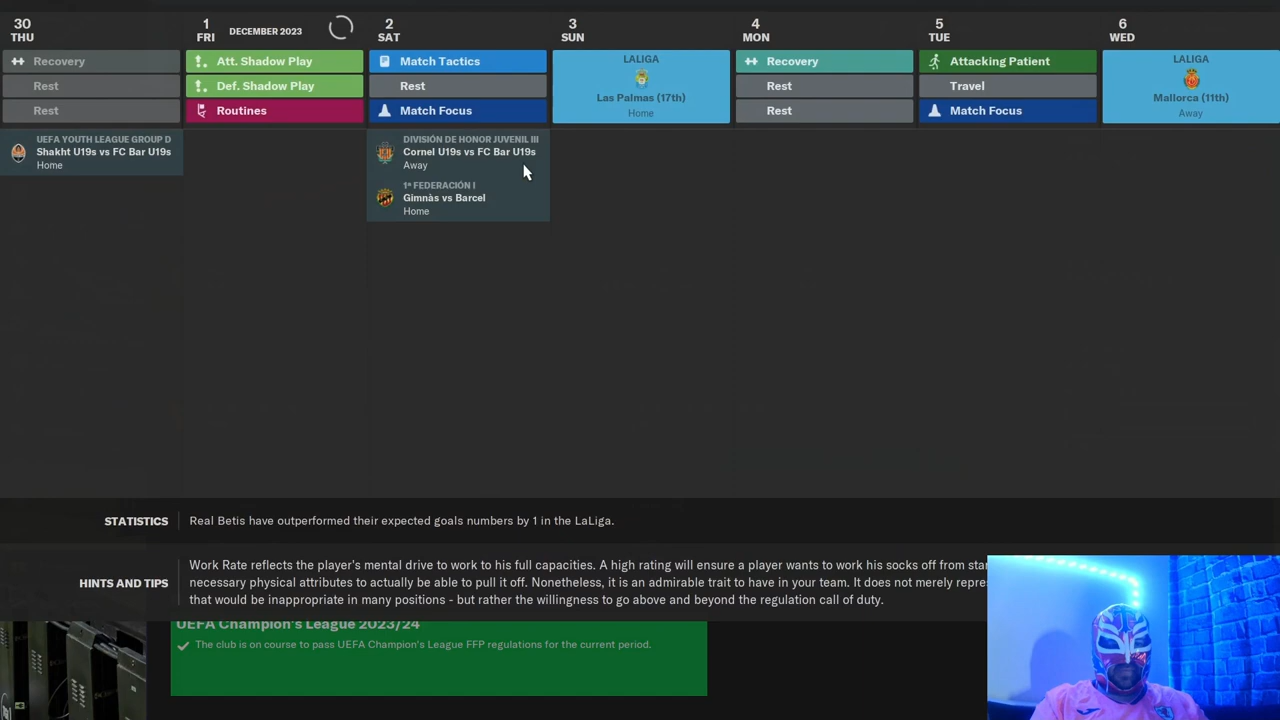 30
THU
Recovery
Rest
Rest
UEFA YOUTH LEAGUE GROUP D
Shakht U19s vs FC Bar U19s
Home
1
FRI
DECEMBER 2023
Att. Shadow Play
Def. Shadow Play
Routines
2
SAT
Match Tactics
Rest
Match Focus
DIVISIÓN DE HONOR JUVENIL III
Cornel U19s vs FC Bar U19s
Away
1ª FEDERACIÓN I
Gimnàs vs Barcel
Home
3
SUN
LALIGA
Las Palmas (17th)
Home
4
MON
Recovery
Rest
Rest
5
TUE
Attacking Patient
Travel
Match Focus
6
WED
LALIGA
Mallorca (11th)
Away
STATISTICS
Real Betis have outperformed their expected goals numbers by 1 in the LaLiga.
HINTS AND TIPS
Work Rate reflects the player's mental drive to work to his full capacities. A high rating will ensure a player wants to work his socks off from
necessary physical attributes to actually be able to pull it off. Nonetheless, it is an admirable trait to have in your team. It does not merely
that would be inappropriate in many positions - but rather the willingness to go above and beyond the regulation call of duty.
UEFA Champion's League 2023/24
The club is on course to pass UEFA Champion's League FFP regulations for the current period.